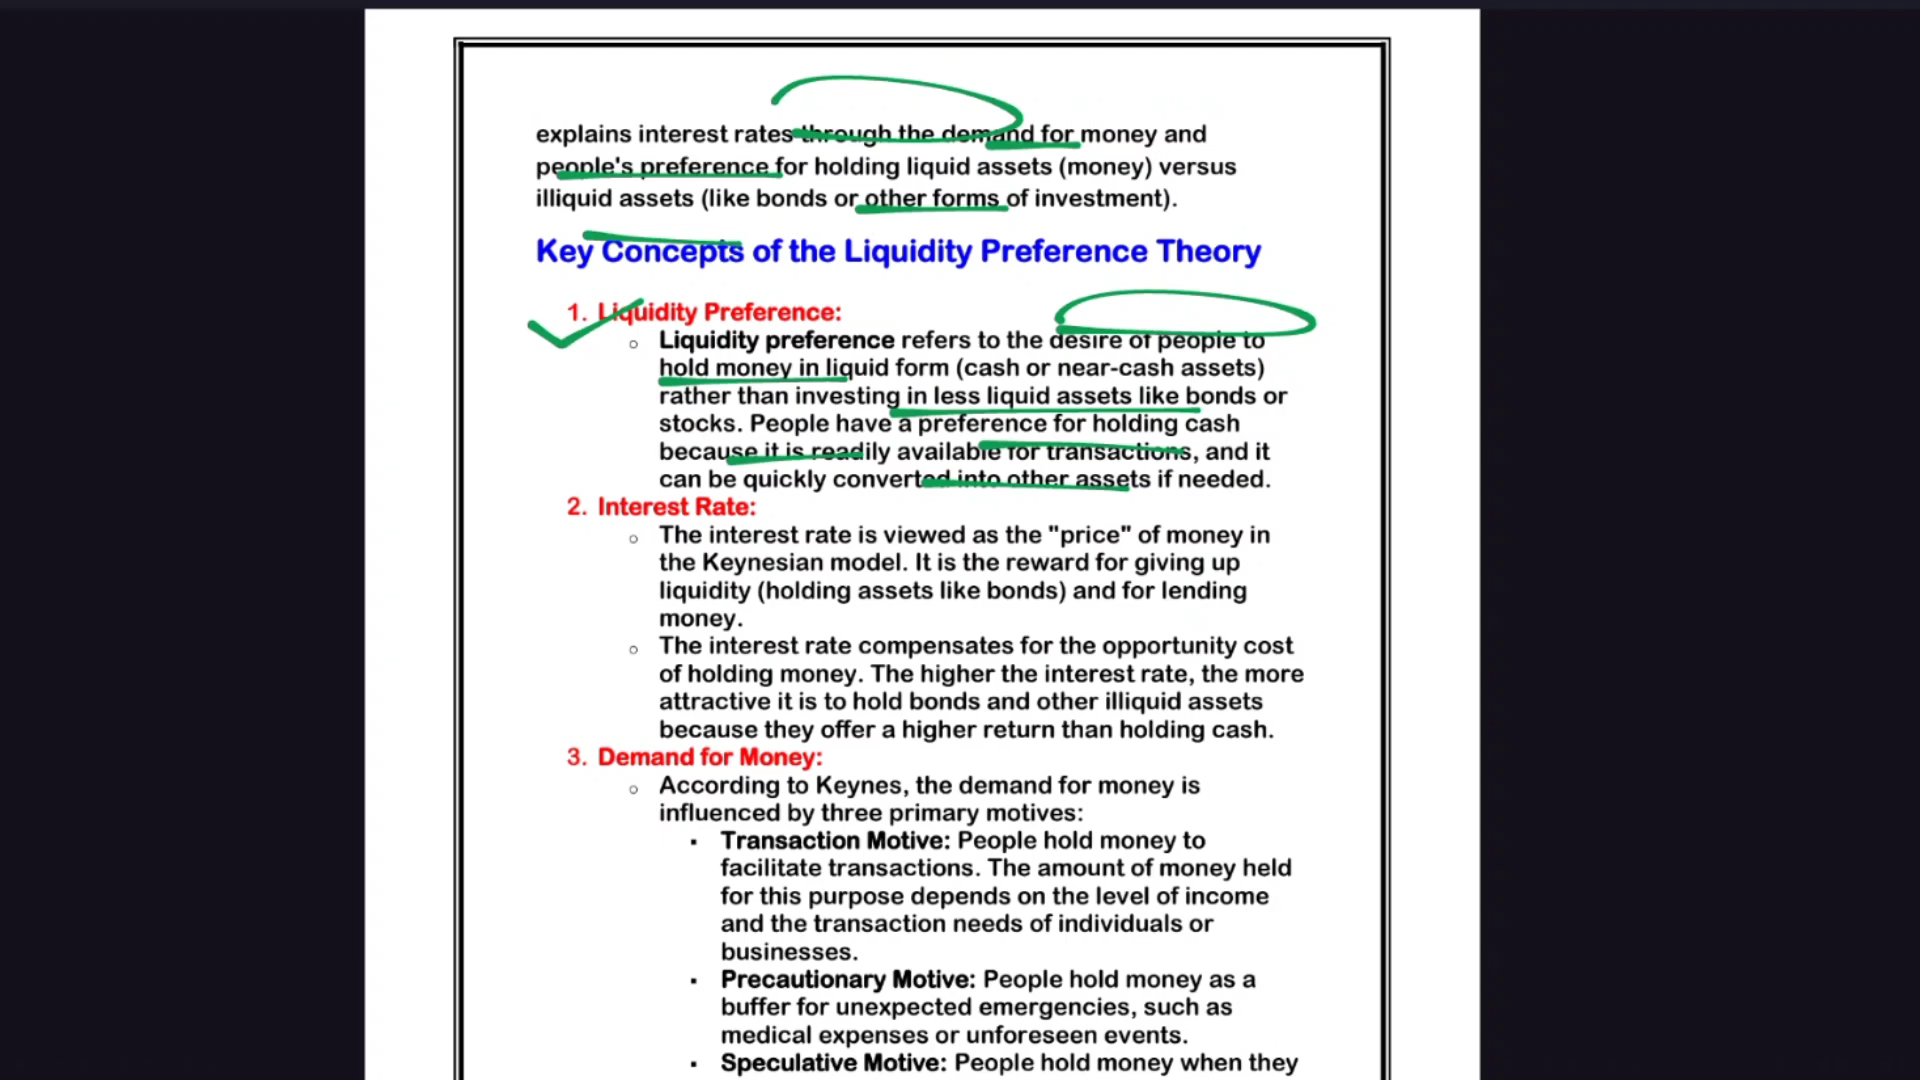 explains interest rates through the demand for money and
people's preference for holding liquid assets (money) versus
illiquid assets (like bonds or other forms of investment).
Key Concepts of the Liquidity Preference Theory
1. Liquidity Preference:
○ Liquidity preference refers to the desire of people to
hold money in liquid form (cash or near-cash assets)
rather than investing in less liquid assets like bonds or
stocks. People have a preference for holding cash
because it is readily available for transactions, and it
can be quickly converted into other assets if needed.
2. Interest Rate:
○ The interest rate is viewed as the "price" of money in
the Keynesian model. It is the reward for giving up
liquidity (holding assets like bonds) and for lending
money.
○ The interest rate compensates for the opportunity cost
of holding money. The higher the interest rate, the more
attractive it is to hold bonds and other illiquid assets
because they offer a higher return than holding cash.
3. Demand for Money:
○ According to Keynes, the demand for money is
influenced by three primary motives:
▪ Transaction Motive: People hold money to
facilitate transactions. The amount of money held
for this purpose depends on the level of income
and the transaction needs of individuals or
businesses.
▪ Precautionary Motive: People hold money as a
buffer for unexpected emergencies, such as
medical expenses or unforeseen events.
▪ Speculative Motive: People hold money when they